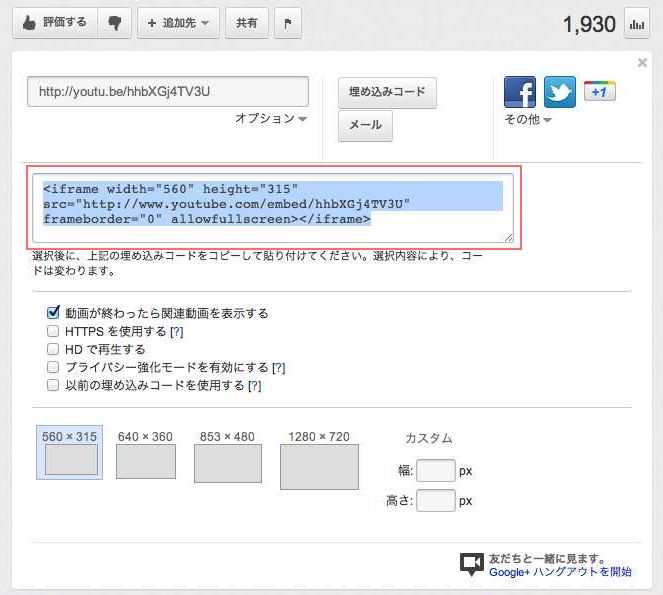 評価する
+ 追加先
共有
1,930
http://youtu.be/hhbXGj4TV3U
オプション
埋め込みコード
メール
+1
その他
<iframe width="560" height="315"
src="http://www.youtube.com/embed/hhbXGj4TV3U"
frameborder="0" allowfullscreen></iframe>
選択後に、上記の埋め込みコードをコピーして貼り付けてください。選択内容により、コー
ドは変わります。
動画が終わったら関連動画を表示する
HTTPS を使用する [?]
HD で再生する
プライバシー強化モードを有効にする [?]
以前の埋め込みコードを使用する [?]
560 × 315
640 × 360
853 × 480
1280 × 720
カスタム
幅: px
高さ: px
友だちと一緒に見ます。
Google+ ハングアウトを開始